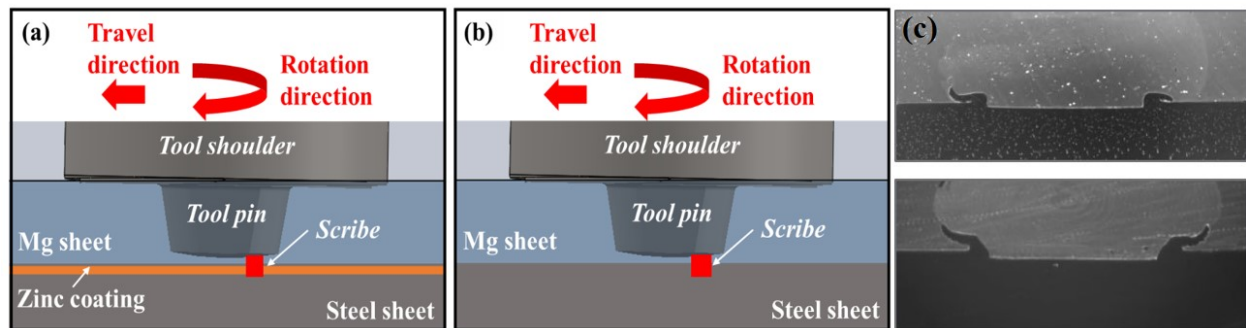 (a)
Travel
direction
Rotation
direction
Tool shoulder
Tool pin
Scribe
Mg sheet
Zinc coating
Steel sheet
(b)
Travel
direction
Rotation
direction
Tool shoulder
Tool pin
Scribe
Mg sheet
Steel sheet
(c)